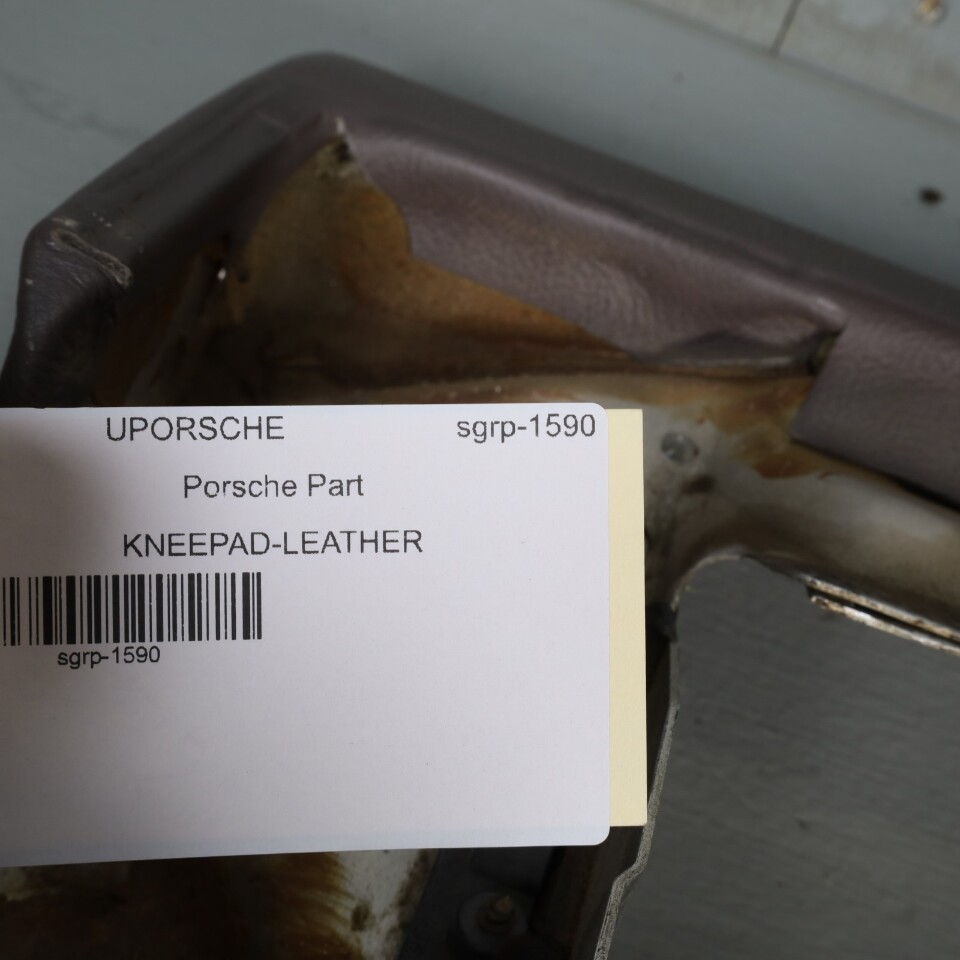 UPORSCHE sgrp-1590
Porsche Part
KNEEPAD-LEATHER
sgrp-1590